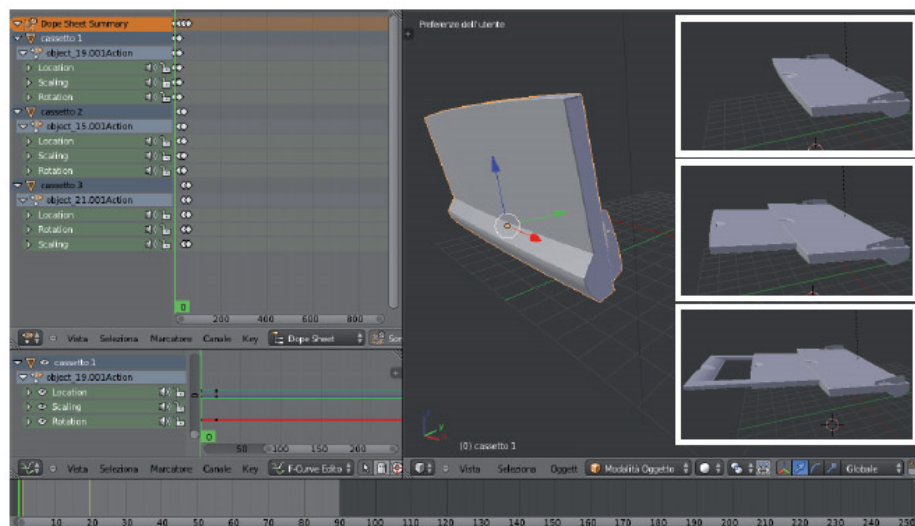 Dope Sheet Summary
cassetto 1
object_19.001Action
Location
Scaling
Rotation
cassetto 2
object_15.001Action
Location
Scaling
Rotation
cassetto 3
object_21.001Action
Location
Rotation
Scaling
0
200 400 600 800
Vista Seleziona Marcatore Canale Key Dope Sheet
cassetto 1
object_19.001Action
Location
Scaling
Rotation
0
50 100 150 200
Vista Seleziona Marcatore Canale Key F-Curve Edito
Preferenze dell'utente
z
y
(0) cassetto 1
Vista Seleziona Oggett Modalità Oggetto Globale
10 20 30 40 50 60 70 80 90 100 110 120 130 140 150 160 170 180 190 200 210 220 230 240 250